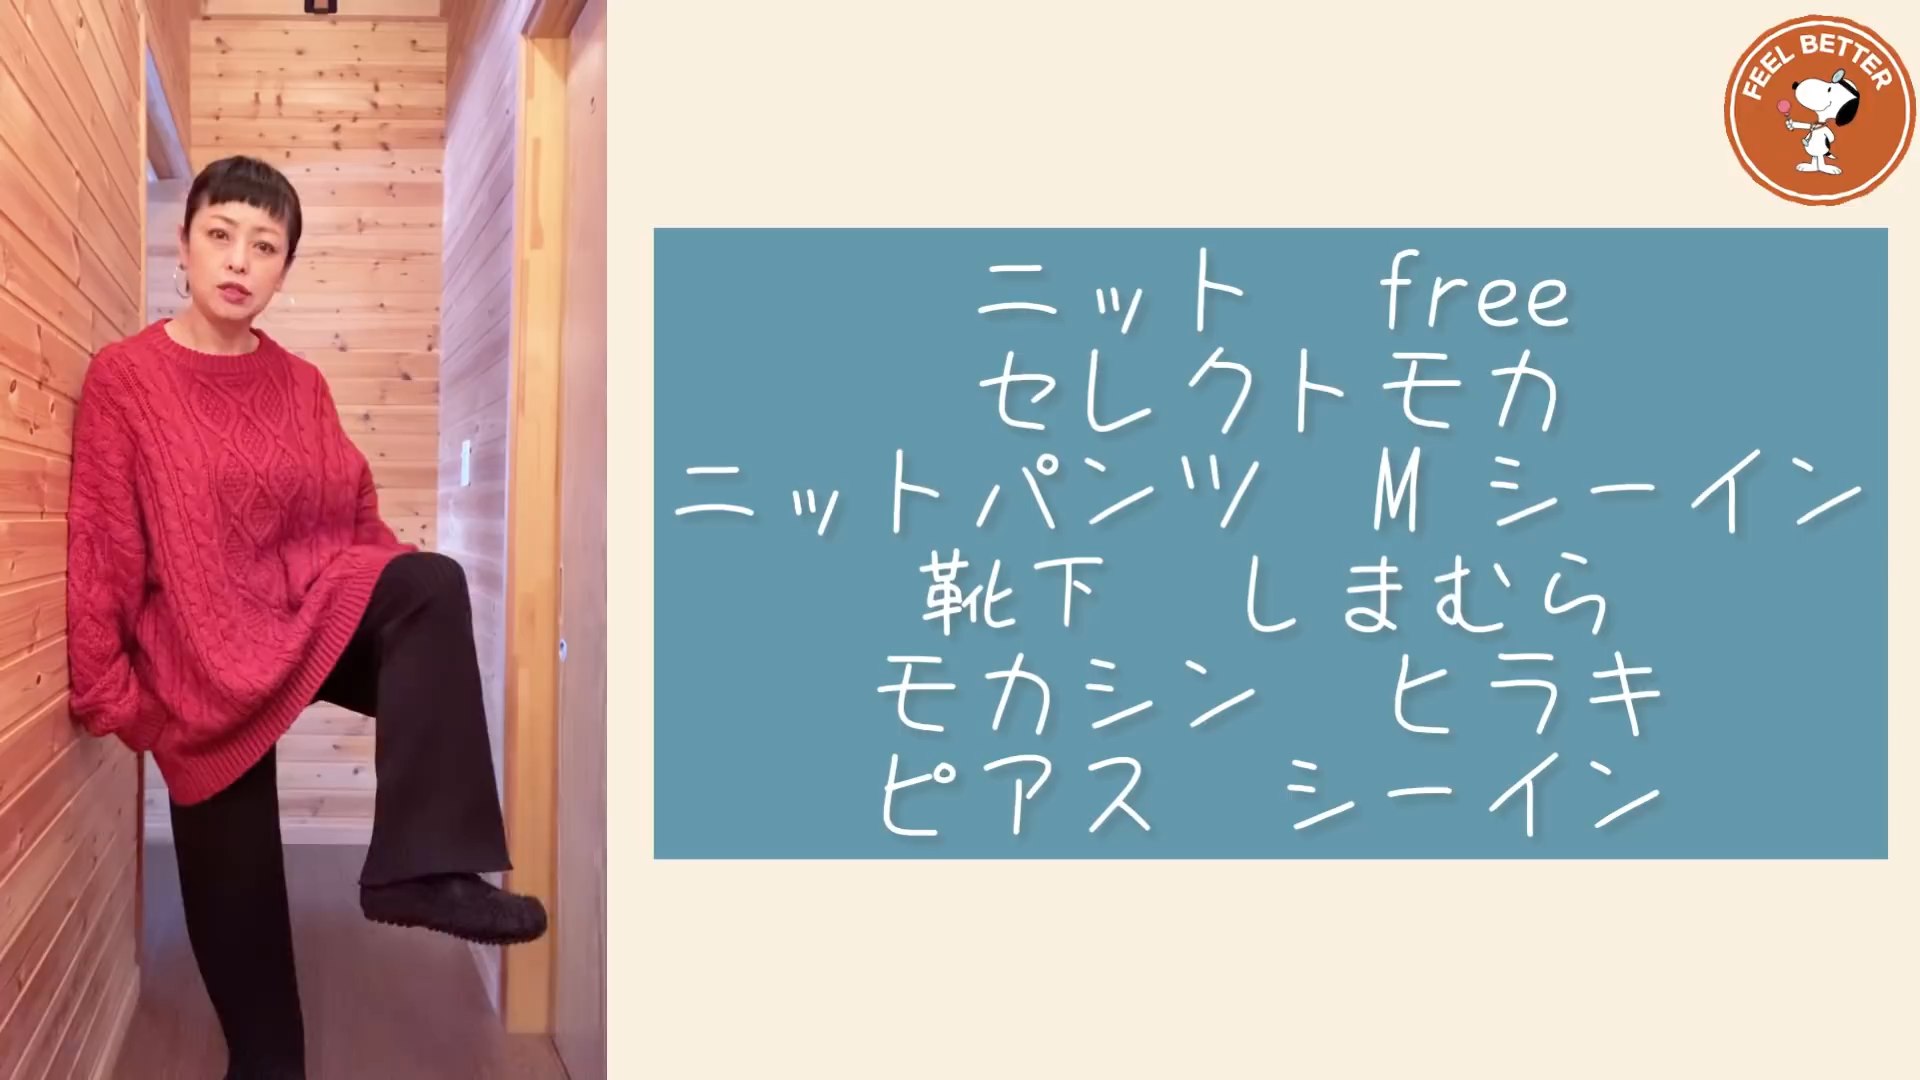 FEEL BETTER
ニット free
セレクトモカ
ニットパンツ M シーイン
靴下 しまむら
モカシン ヒラキ
ピアス シーイン